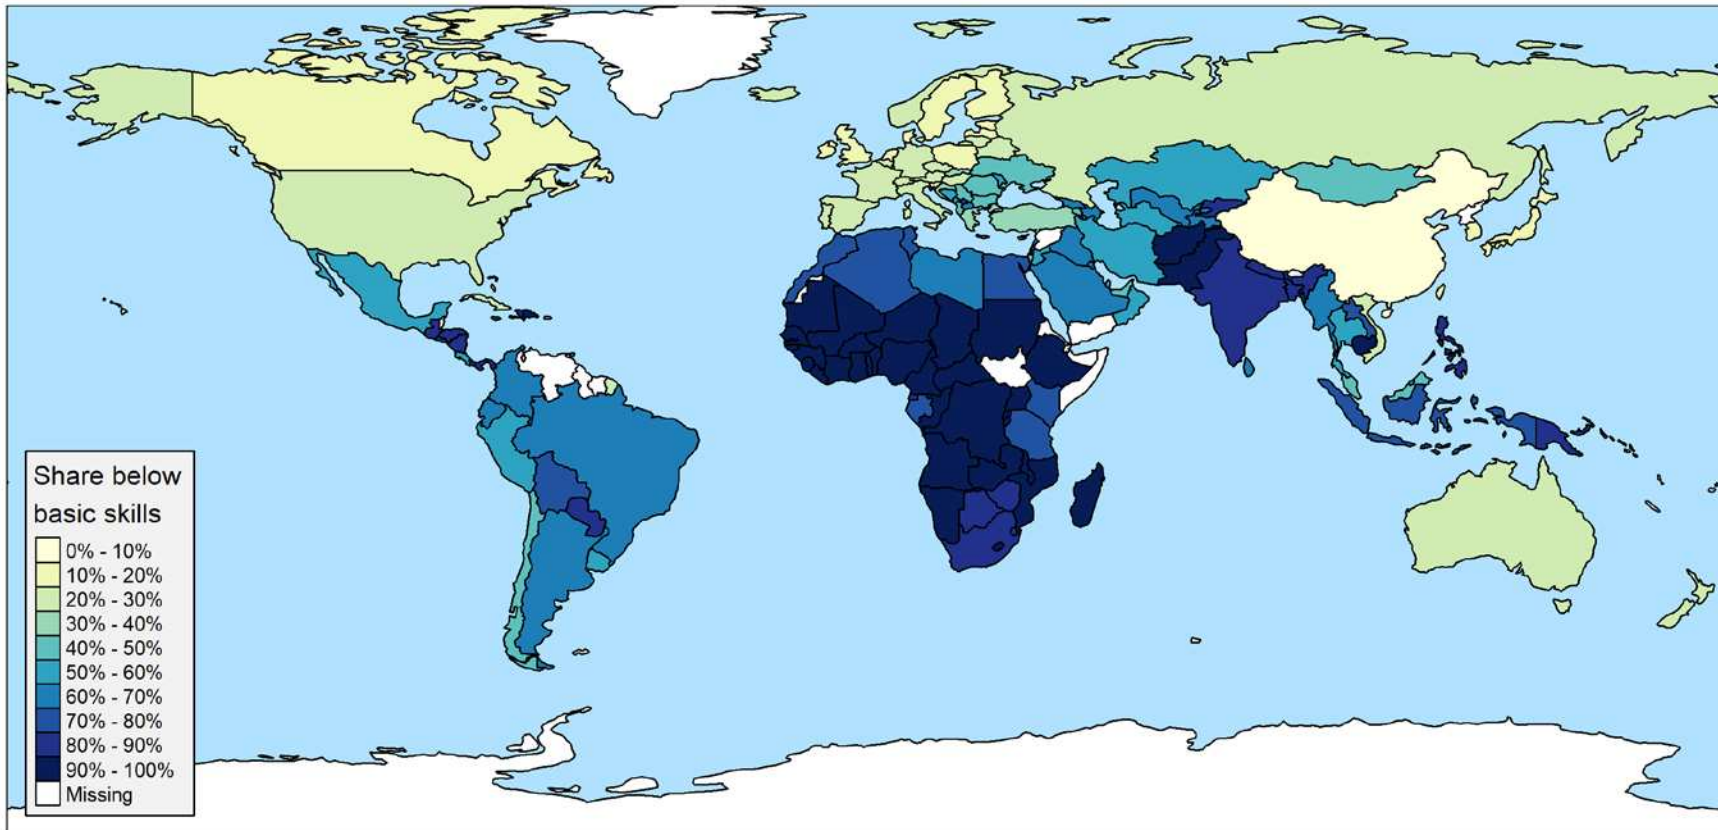 Share below
basic skills
0% - 10%
10% - 20%
20% - 30%
30% - 40%
40% - 50%
50% - 60%
60% - 70%
70% - 80%
80% - 90%
90% - 100%
Missing